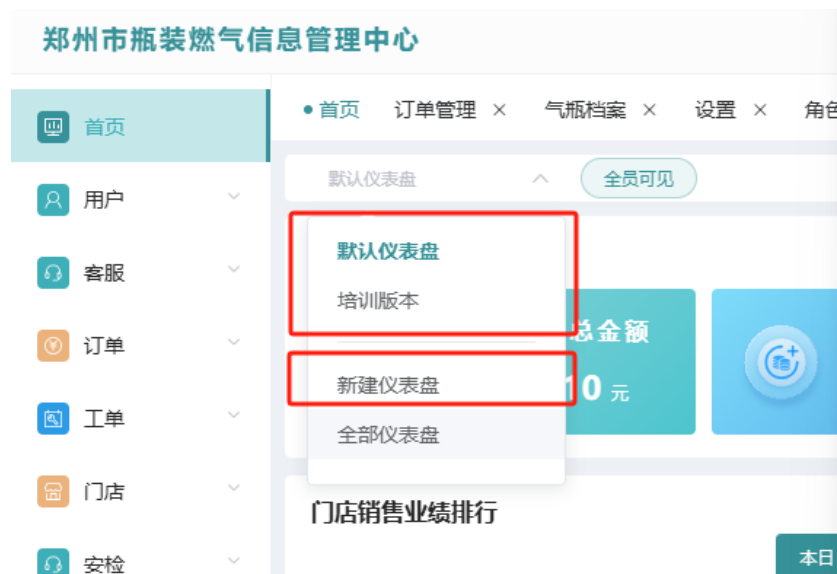 郑州市瓶装燃气信息管理中心
首页 订单管理 × 气瓶档案 × 设置 × 角色
首页
默认仪表盘 全员可见
用户
默认仪表盘
培训版本
客服
总金额
订单
新建仪表盘
10 元
工单
全部仪表盘
门店
门店销售业绩排行
安检
本日